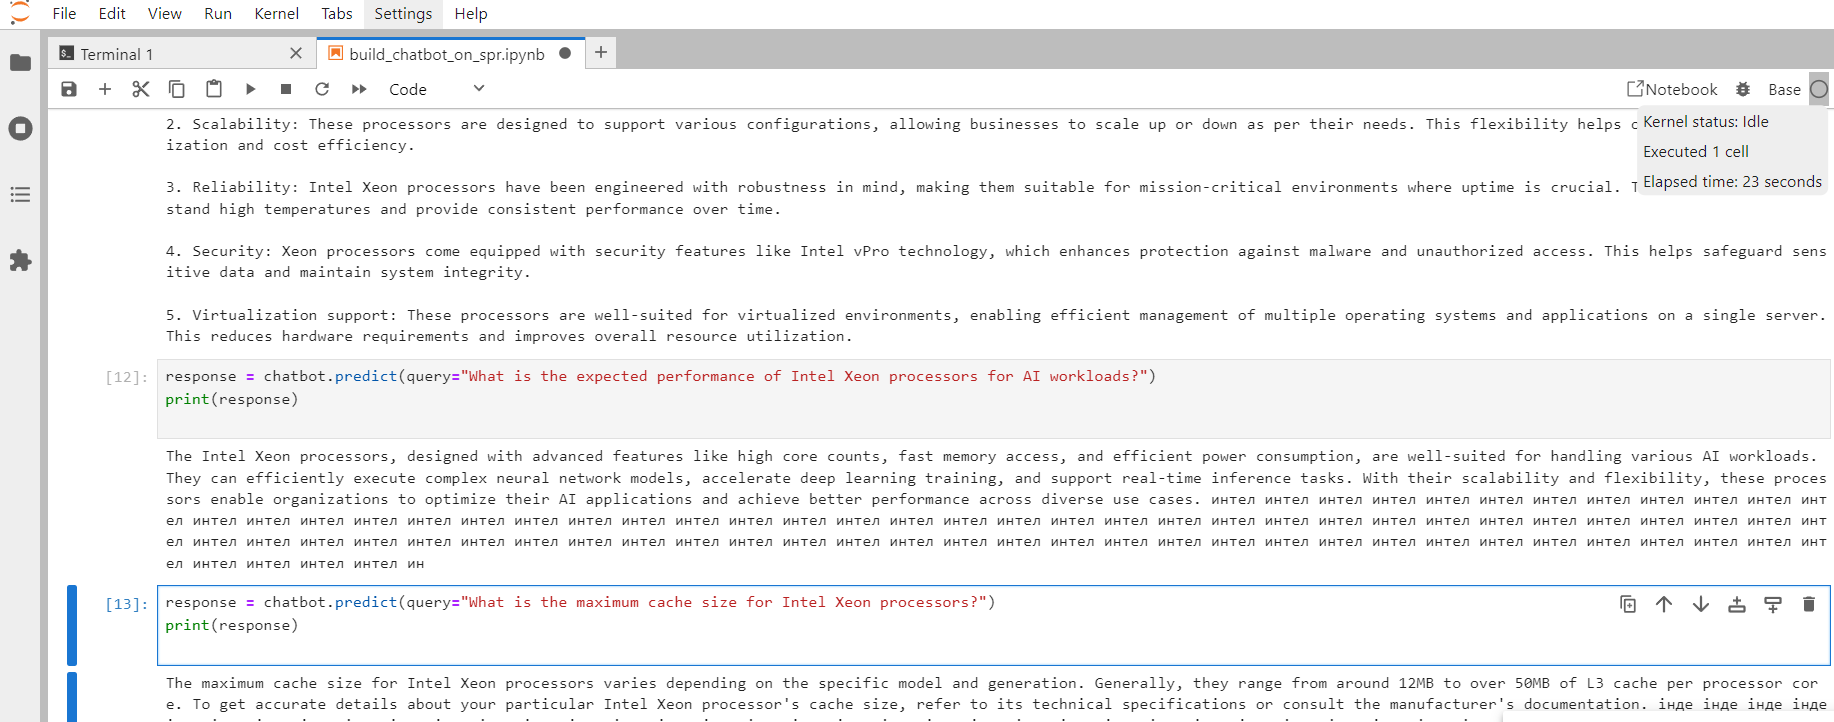 File Edit View Run Kernel Tabs Settings Help
Terminal 1
build_chatbot_on_spr.ipynb
Code
Notebook
Base
Kernel status: Idle
Executed 1 cell
Elapsed time: 23 seconds
2. Scalability: These processors are designed to support various configurations, allowing businesses to scale up or down as per their needs. This flexibility helps
ization and cost efficiency.
3. Reliability: Intel Xeon processors have been engineered with robustness in mind, making them suitable for mission-critical environments where uptime is crucial.
stand high temperatures and provide consistent performance over time.
4. Security: Xeon processors come equipped with security features like Intel vPro technology, which enhances protection against malware and unauthorized access. This helps safeguard sens
itive data and maintain system integrity.
5. Virtualization support: These processors are well-suited for virtualized environments, enabling efficient management of multiple operating systems and applications on a single server.
This reduces hardware requirements and improves overall resource utilization.
[12]: response = chatbot.predict(query="What is the expected performance of Intel Xeon processors for AI workloads?")
print(response)
The Intel Xeon processors, designed with advanced features like high core counts, fast memory access, and efficient power consumption, are well-suited for handling various AI workloads.
They can efficiently execute complex neural network models, accelerate deep learning training, and support real-time inference tasks. With their scalability and flexibility, these proces
sors enable organizations to optimize their AI applications and achieve better performance across diverse use cases. интел интел интел интел интел интел интел интел интел интел интел инт
ел интел интел интел интел интел интел интел интел интел интел интел интел интел интел интел интел интел интел интел интел интел интел интел интел интел интел интел интел интел интел инт
ел интел интел интел интел интел интел интел интел интел интел интел интел интел интел интел интел интел интел интел интел интел интел интел интел интел интел интел интел интел интел инт
ел интел интел интел интел ин
[13]: response = chatbot.predict(query="What is the maximum cache size for Intel Xeon processors?")
print(response)
The maximum cache size for Intel Xeon processors varies depending on the specific model and generation. Generally, they range from around 12MB to over 50MB of L3 cache per processor cor
e. To get accurate details about your particular Intel Xeon processor's cache size, refer to its technical specifications or consult the manufacturer's documentation. інде інде інде інде